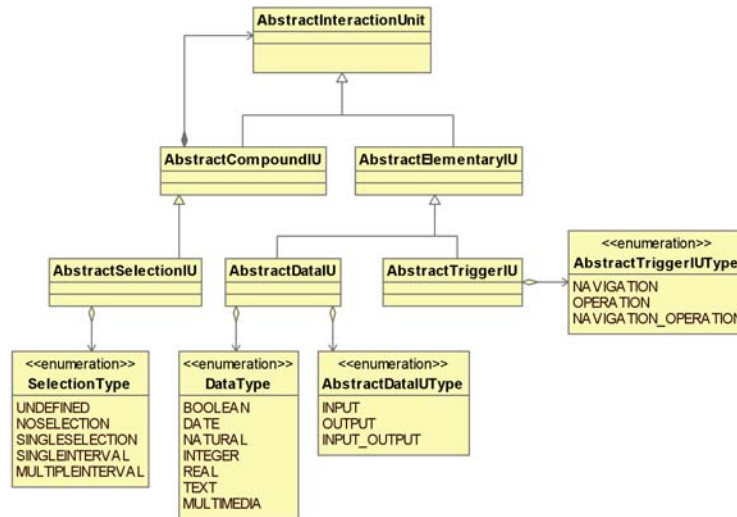 AbstractInteractionUnit
AbstractCompoundIU
AbstractElementaryIU
AbstractSelectionIU
AbstractDataIU
AbstractTriggerIU
<<enumeration>>
AbstractTriggerIUType
NAVIGATION
OPERATION
NAVIGATION_OPERATION
<<enumeration>>
SelectionType
UNDEFINED
NOSELECTION
SINGLESELECTION
SINGLEINTERVAL
MULTIPLEINTERVAL
<<enumeration>>
DataType
BOOLEAN
DATE
NATURAL
INTEGER
REAL
TEXT
MULTIMEDIA
<<enumeration>>
AbstractDataIUType
INPUT
OUTPUT
INPUT_OUTPUT